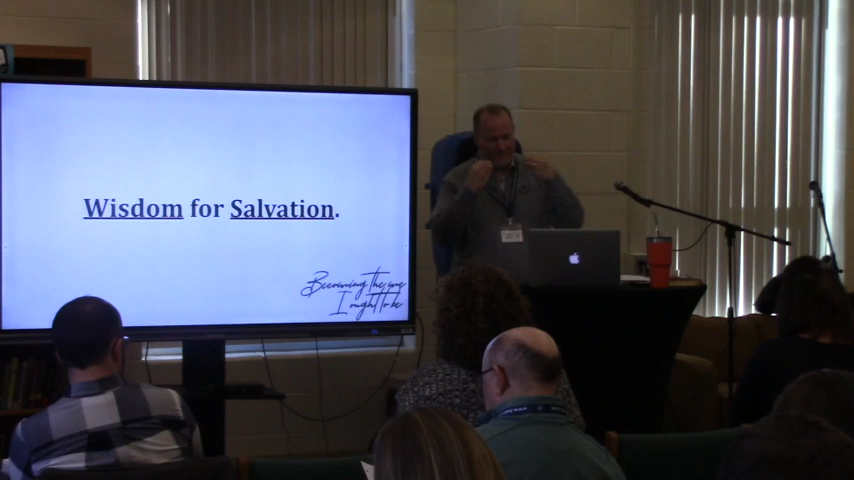 Wisdom for Salvation.
Becoming the one
I ought to be